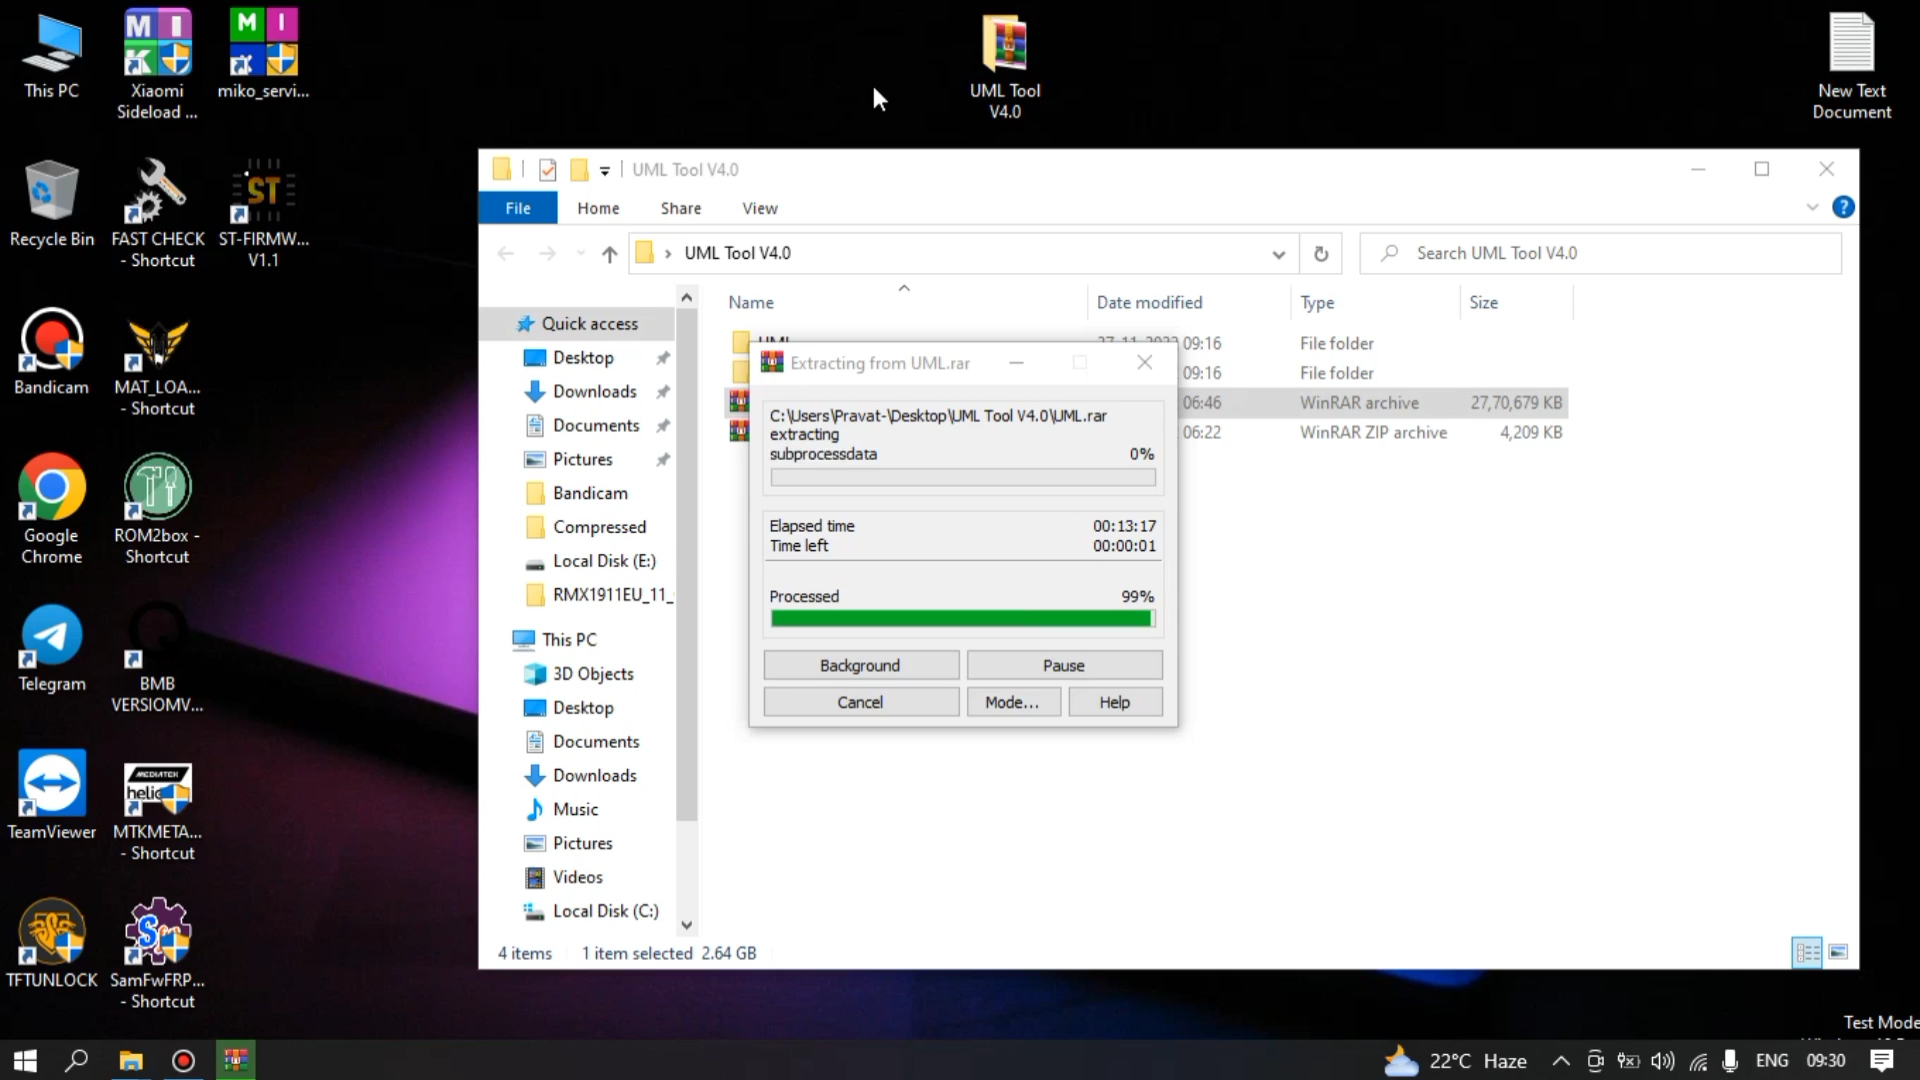 This PC
Xiaomi
Sideload ...
miko_servi...
UML Tool
V4.0
New Text
Document
Recycle Bin
FAST CHECK
- Shortcut
ST
ST-FIRMW...
V1.1
Bandicam
MAT_LOA...
- Shortcut
Google
Chrome
ROM2box -
Shortcut
Telegram
BMB
VERSIOMV...
TeamViewer
MEDIATEK
MTKMETA...
- Shortcut
TFTUNLOCK
SamFwFRP...
- Shortcut
UML Tool V4.0
File
Home
Share
View
UML Tool V4.0
Search UML Tool V4.0
Name
Date modified
Type
Size
Quick access
Desktop
Downloads
Documents
Pictures
Bandicam
Compressed
Local Disk (E:)
RMX1911EU_11_
This PC
3D Objects
Desktop
Documents
Downloads
Music
Pictures
Videos
Local Disk (C:)
09:16 File folder
09:16 File folder
06:46 WinRAR archive 27,70,679 KB
06:22 WinRAR ZIP archive 4,209 KB
Extracting from UML.rar
C:\Users\Pravat-\Desktop\UML Tool V4.0\UML.rar
extracting
subprocessdata 0%
Elapsed time 00:13:17
Time left 00:00:01
Processed 99%
Background
Pause
Cancel
Mode...
Help
4 items
1 item selected 2.64 GB
Test Mode
22°C Haze
ENG
09:30